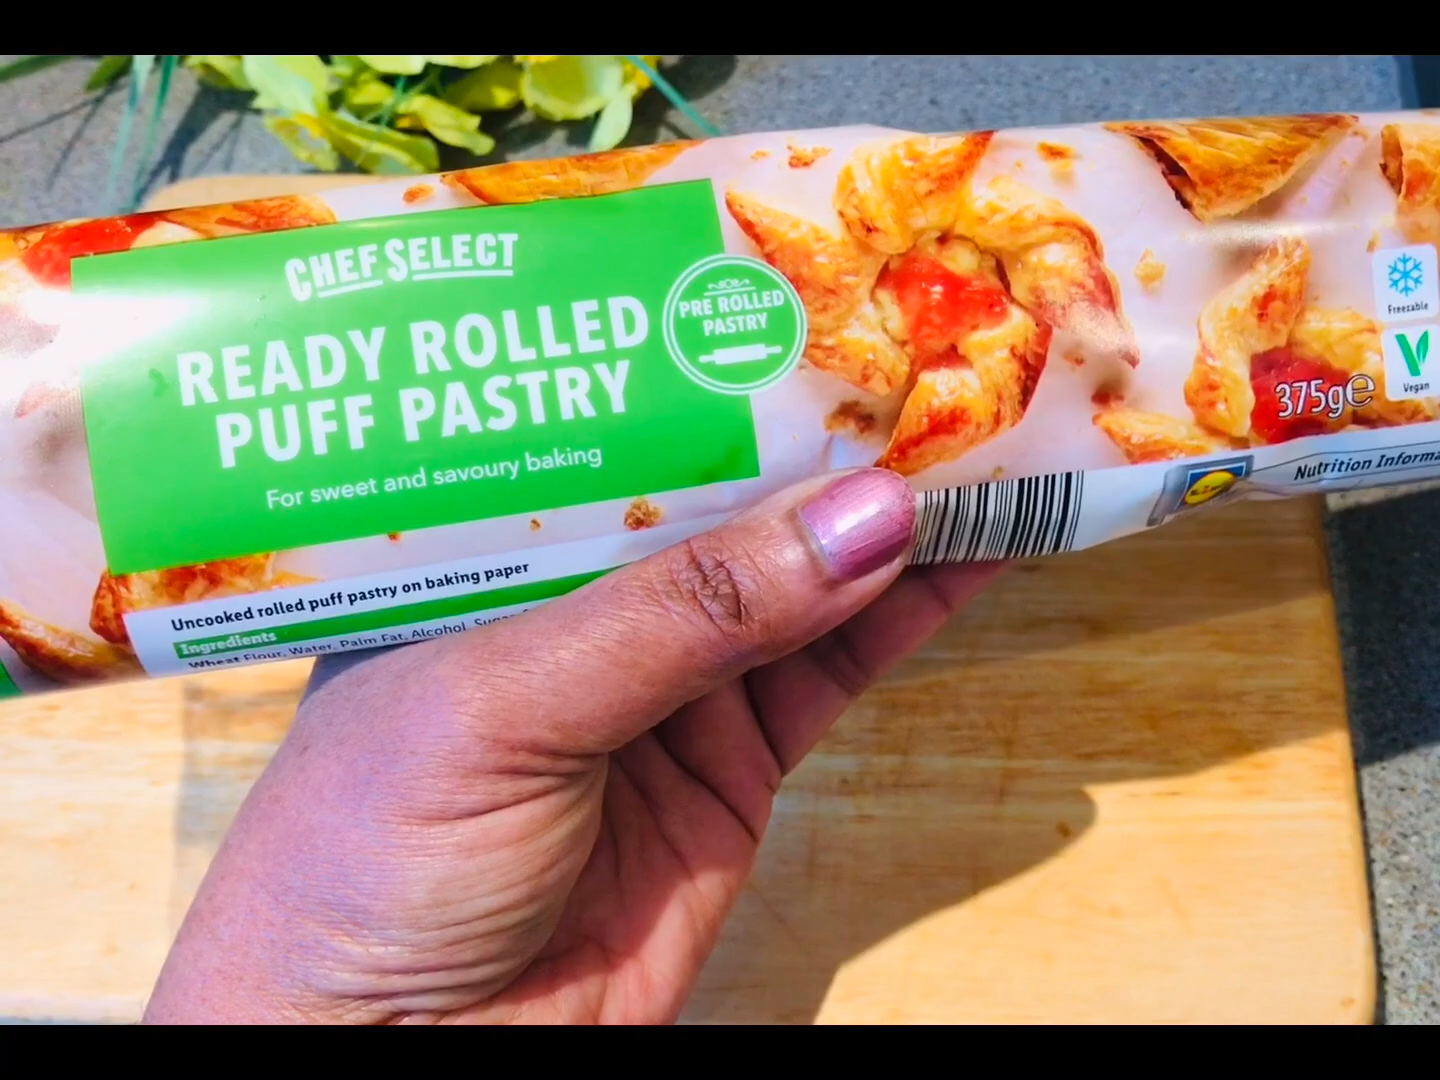 CHEF SELECT
READY ROLLED
PUFF PASTRY
For sweet and savoury baking
PRE ROLLED
PASTRY
Freezable
Vegan
375g℮
Nutrition
Uncooked rolled puff pastry on baking paper
Ingredients
Wheat Flour, Water, Palm Fat, Alcohol, Sugar